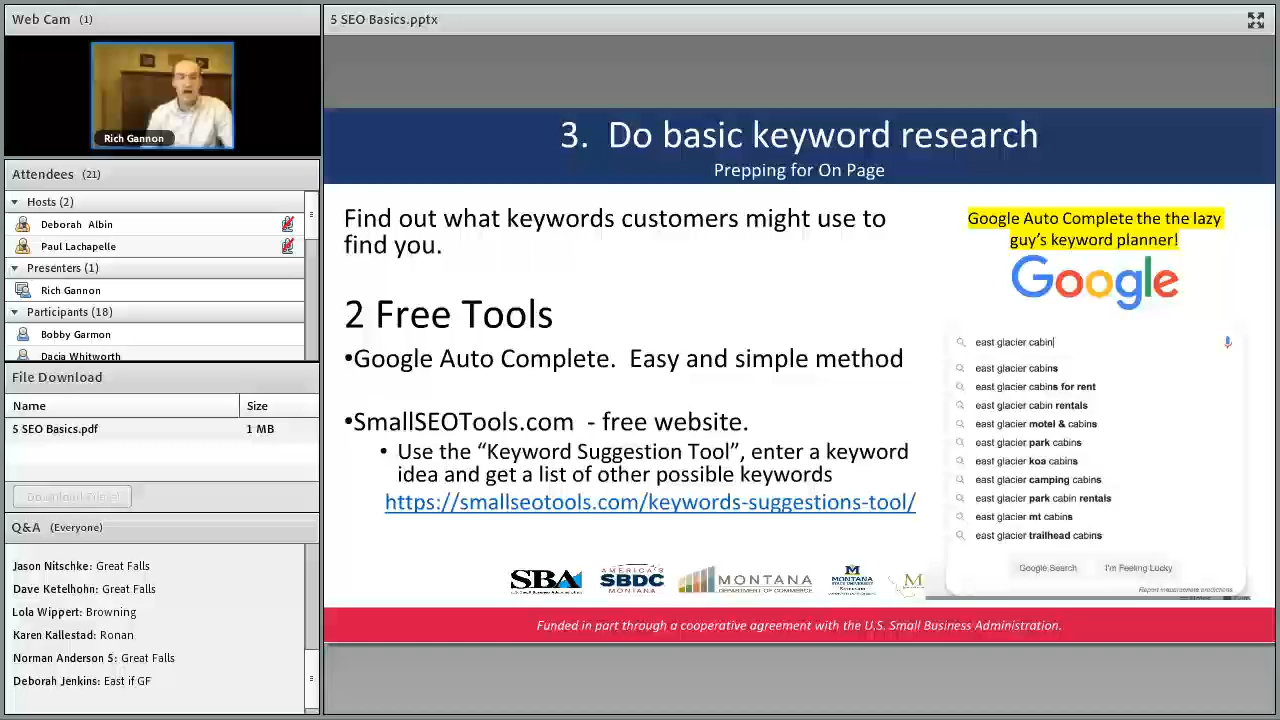 Web Cam (1)
Rich Gannon
Attendees (21)
Hosts (2)
Deborah Albin
Paul Lachapelle
Presenters (1)
Rich Gannon
Participants (18)
Bobby Garmon
Dacia Whitworth
File Download
Name Size
5 SEO Basics.pdf 1 MB
Download File(s)
Q&A (Everyone)
Jason Nitschke: Great Falls
Dave Ketelhohn: Great Falls
Lola Wippert: Browning
Karen Kallestad: Ronan
Norman Anderson 5: Great Falls
Deborah Jenkins: East if GF
5 SEO Basics.pptx
3. Do basic keyword research
Prepping for On Page
Find out what keywords customers might use to
find you.
2 Free Tools
•Google Auto Complete. Easy and simple method
•SmallSEOTools.com - free website.
• Use the “Keyword Suggestion Tool”, enter a keyword
idea and get a list of other possible keywords
https://smallseotools.com/keywords-suggestions-tool/
Google Auto Complete the the lazy
guy’s keyword planner!
Google
east glacier cabin
east glacier cabins
east glacier cabins for rent
east glacier cabin rentals
east glacier motel & cabins
east glacier park cabins
east glacier koa cabins
east glacier camping cabins
east glacier park cabin rentals
east glacier mt cabins
east glacier trailhead cabins
Google Search I'm Feeling Lucky
Report inappropriate predictions
SBA
AMERICA'S
SBDC
MONTANA
MONTANA
DEPARTMENT OF COMMERCE
MONTANA
M
Funded in part through a cooperative agreement with the U.S. Small Business Administration.